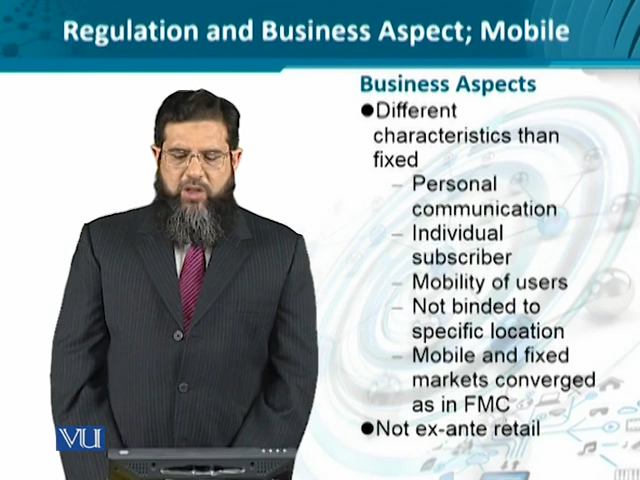 Regulation and Business Aspect; Mobile
Business Aspects
●Different
characteristics than
fixed
– Personal
communication
– Individual
subscriber
– Mobility of users
– Not binded to
specific location
– Mobile and fixed
markets converged
as in FMC
●Not ex-ante retail
VU